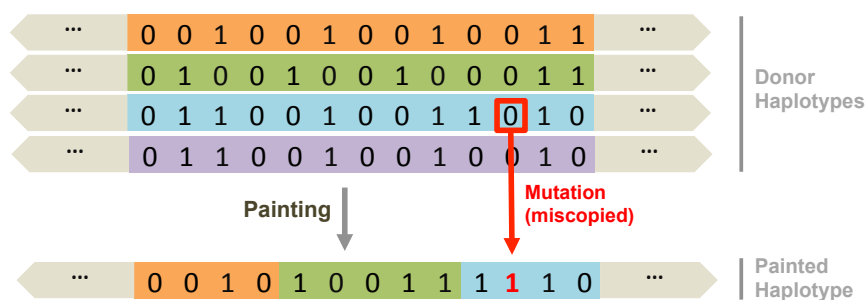 ... 0 0 1 0 0 1 0 0 1 0 0 1 1 ...
... 0 1 0 0 1 0 0 1 0 0 0 1 1 ...
... 0 1 1 0 0 1 0 0 1 1 0 1 0 ...
... 0 1 1 0 0 1 0 0 1 0 0 1 0 ...
Donor
Haplotypes
Painting
Mutation
(miscopied)
... 0 0 1 0 1 0 0 1 1 1 1 1 0 ...
Painted
Haplotype